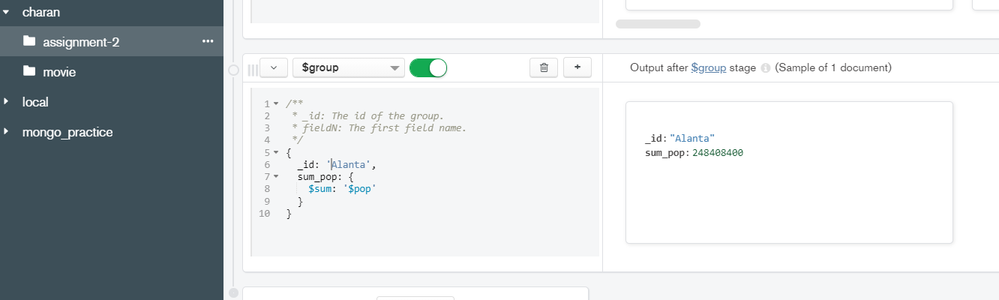 charan
assignment-2
movie
local
mongo_practice
$group
Output after $group stage (Sample of 1 document)
1 /**
2 * _id: The id of the group.
3 * fieldN: The first field name.
4 */
5 {
6 _id: 'Alanta',
7 sum_pop: {
8 $sum: '$pop'
9 }
10 }
_id: "Alanta"
sum_pop: 248408400